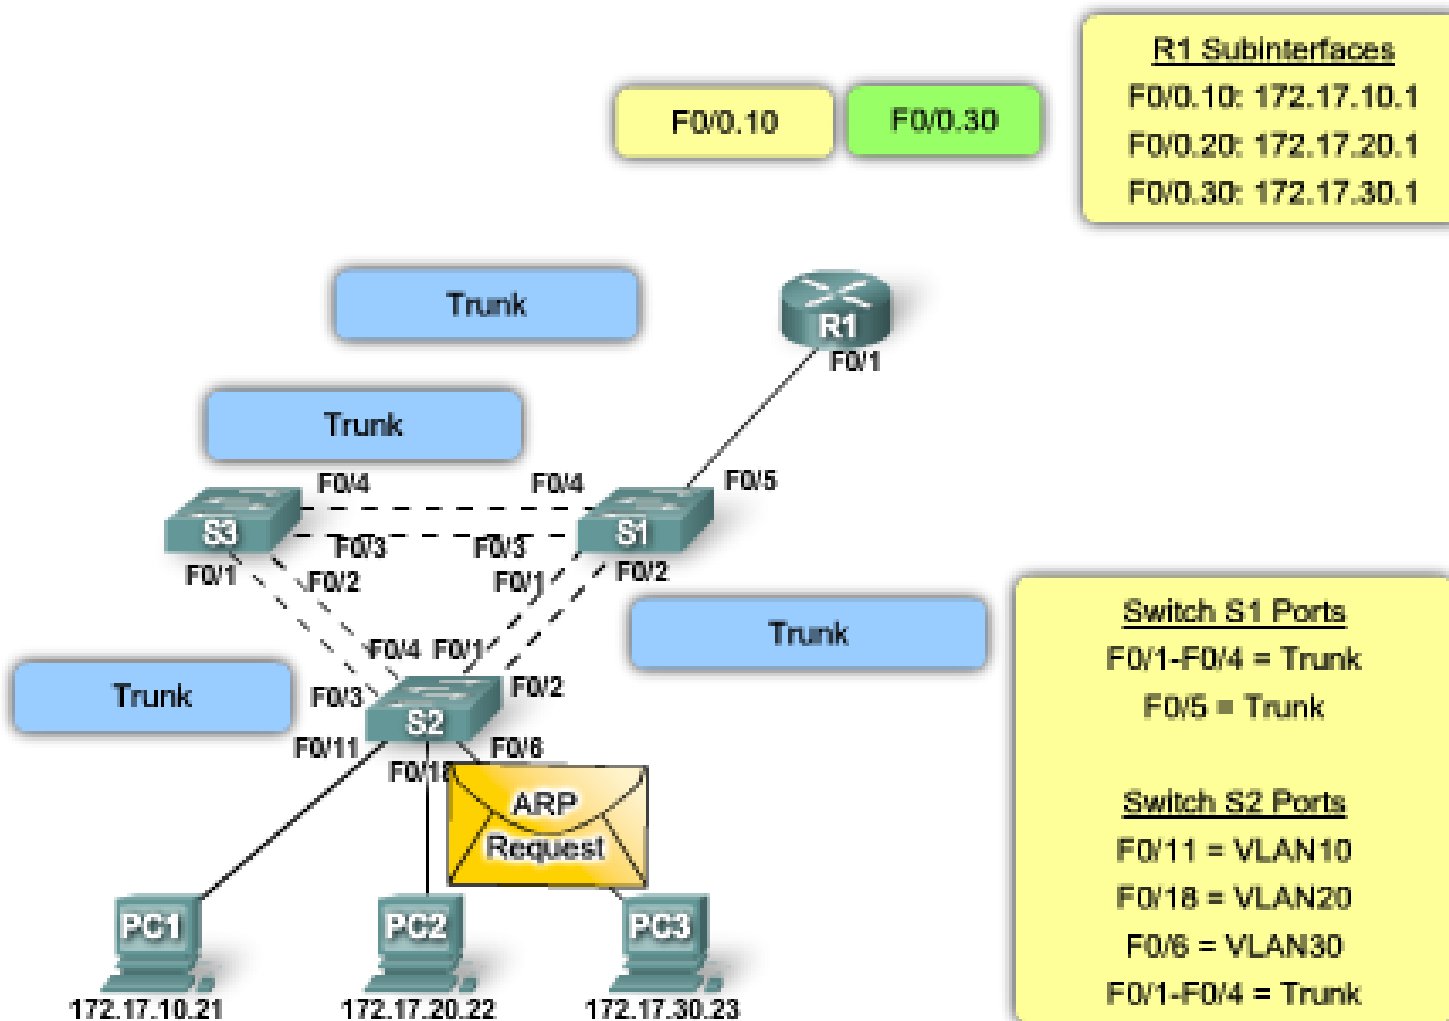 R1 Subinterfaces
F0/0.10: 172.17.10.1
F0/0.20: 172.17.20.1
F0/0.30: 172.17.30.1
F0/0.10
F0/0.30
Trunk
R1
F0/1
Trunk
F0/4
F0/4
F0/5
S3
S1
F0/3
F0/3
F0/1
F0/2
F0/1
F0/2
Trunk
F0/4
F0/1
Trunk
F0/3
F0/2
S2
F0/11
F0/6
F0/18
ARP
Request
PC1
PC2
PC3
172.17.10.21
172.17.20.22
172.17.30.23
Switch S1 Ports
F0/1-F0/4 = Trunk
F0/5 = Trunk
Switch S2 Ports
F0/11 = VLAN10
F0/18 = VLAN20
F0/6 = VLAN30
F0/1-F0/4 = Trunk